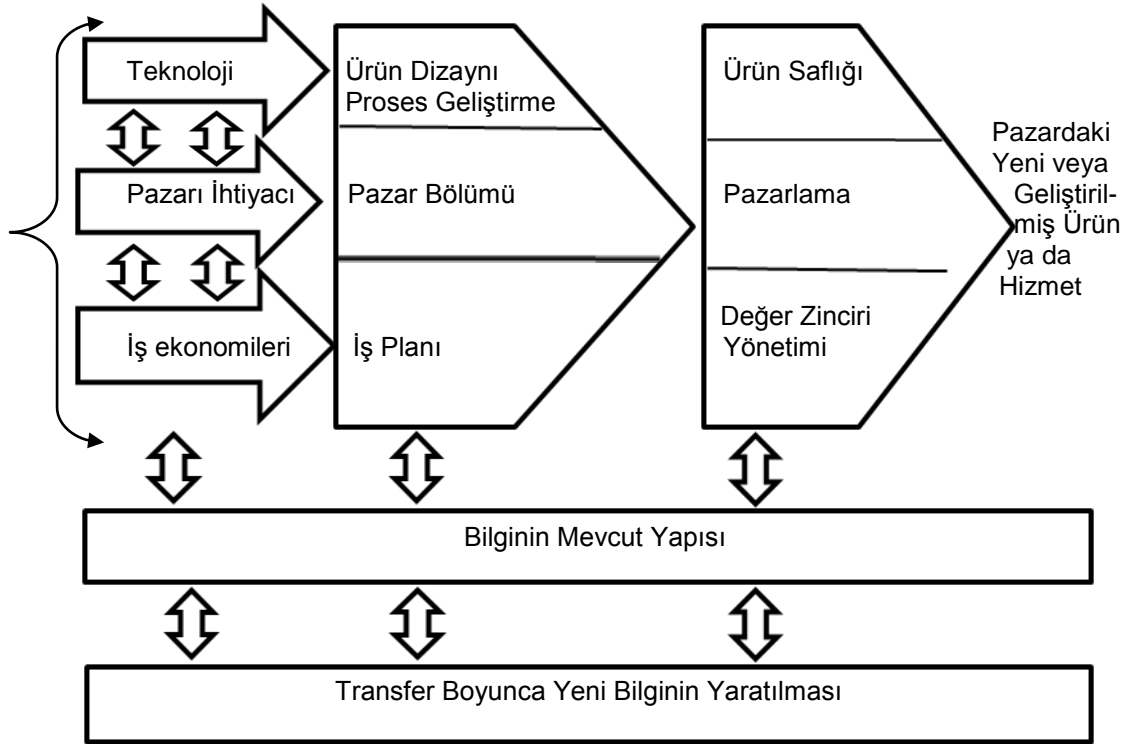 Teknoloji
Pazarı İhtiyacı
İş ekonomileri
Ürün Dizaynı
Proses Geliştirme
Pazar Bölümü
İş Planı
Ürün Saflığı
Pazarlama
Değer Zinciri
Yönetimi
Pazardaki
Yeni veya
Geliştiril-
miş Ürün
ya da
Hizmet
Bilginin Mevcut Yapısı
Transfer Boyunca Yeni Bilginin Yaratılması